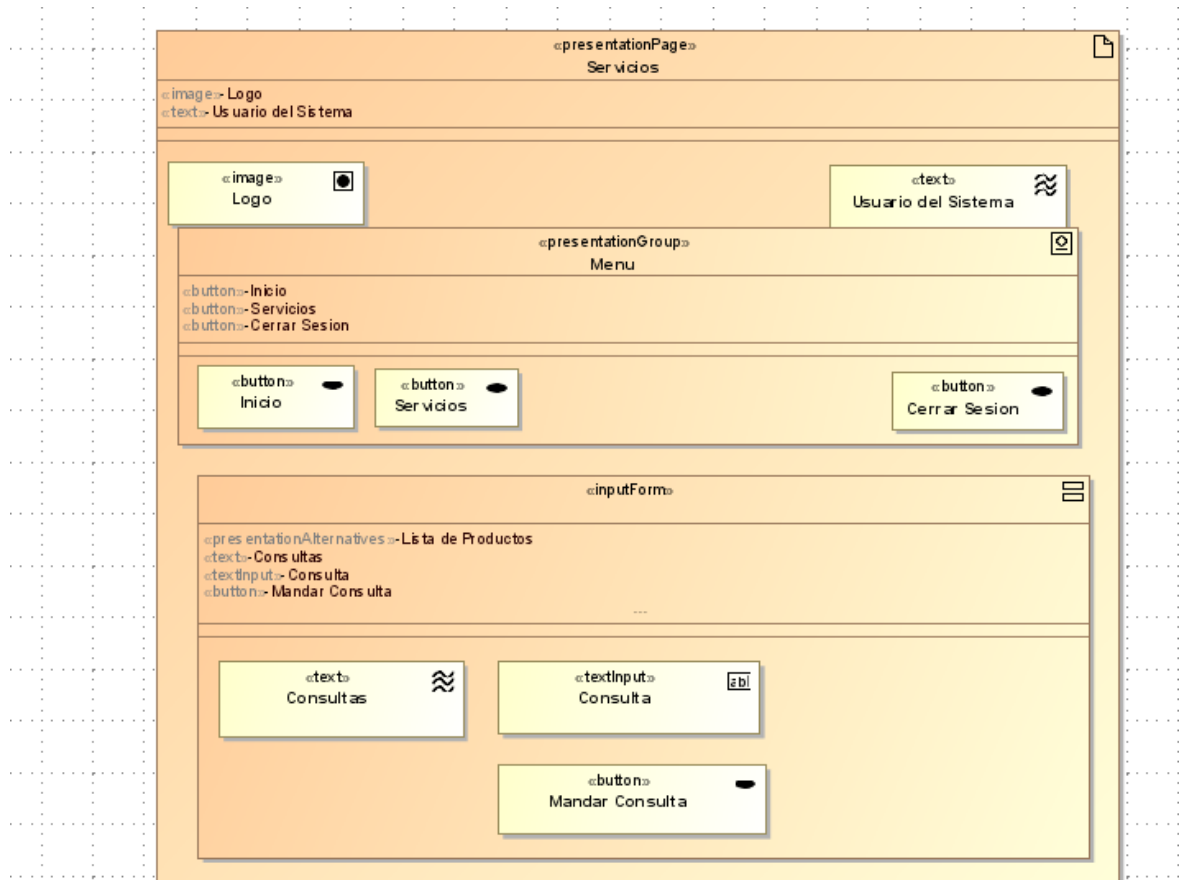 «presentationPage»
Servicios
«image»-Logo
«text»-Usuario del Sistema
«image»
Logo
«text»
Usuario del Sistema
«presentationGroup»
Menu
«button»-Inicio
«button»-Servicios
«button»-Cerrar Sesion
«button»
Inicio
«button»
Servicios
«button»
Cerrar Sesion
«inputForm»
«presentationAlternatives»-Lista de Productos
«text»-Consultas
«textInput»-Consulta
«button»-Mandar Consulta
...
«text»
Consultas
«textInput»
Consulta
ab|
«button»
Mandar Consulta